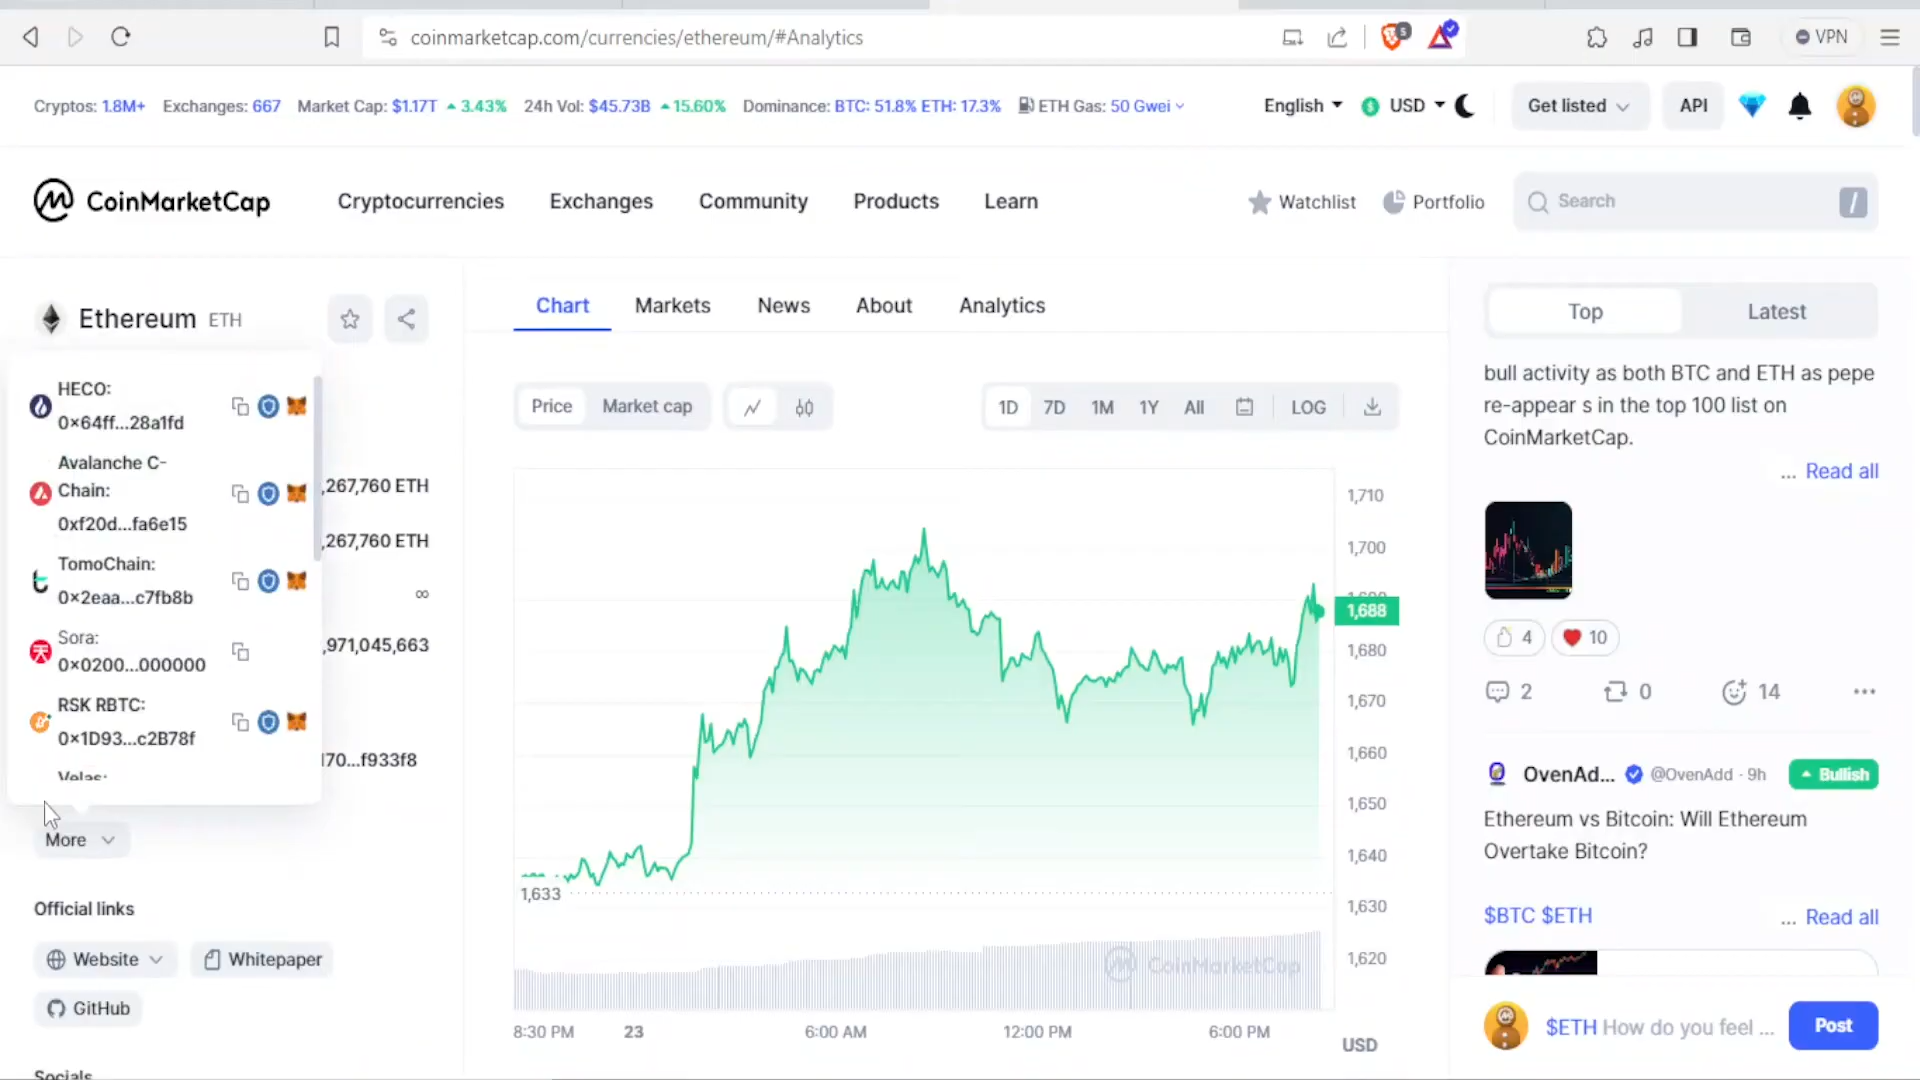 coinmarketcap.com/currencies/ethereum/#Analytics
5
VPN
Cryptos: 1.8M+ Exchanges: 667 Market Cap: $1.17T 3.43% 24h Vol: $45.73B 15.60% Dominance: BTC: 51.8% ETH: 17.3% ETH Gas: 50 Gwei
English USD Get listed API
CoinMarketCap Cryptocurrencies Exchanges Community Products Learn
Watchlist Portfolio Search /
Ethereum ETH
HECO:
0x64ff...28a1fd
Avalanche C-
Chain:
0xf20d...fa6e15
TomoChain:
0x2eaa...c7fb8b
Sora:
0x0200...000000
RSK RBTC:
0x1D93...c2B78f
Velas:
,267,760 ETH
,267,760 ETH
∞
,971,045,663
170...f933f8
More
Official links
Website Whitepaper
GitHub
Socials
Chart Markets News About Analytics
Price Market cap
1D 7D 1M 1Y All LOG
1,710
1,700
1,690
1,688
1,680
1,670
1,660
1,650
1,640
1,630
1,620
1,633
CoinMarketCap
8:30 PM 23 6:00 AM 12:00 PM 6:00 PM
USD
Top Latest
bull activity as both BTC and ETH as pepe
re-appear s in the top 100 list on
CoinMarketCap.
... Read all
4 10
2 0 14
OvenAd... @OvenAdd · 9h Bullish
Ethereum vs Bitcoin: Will Ethereum
Overtake Bitcoin?
$BTC $ETH ... Read all
$ETH How do you feel ... Post